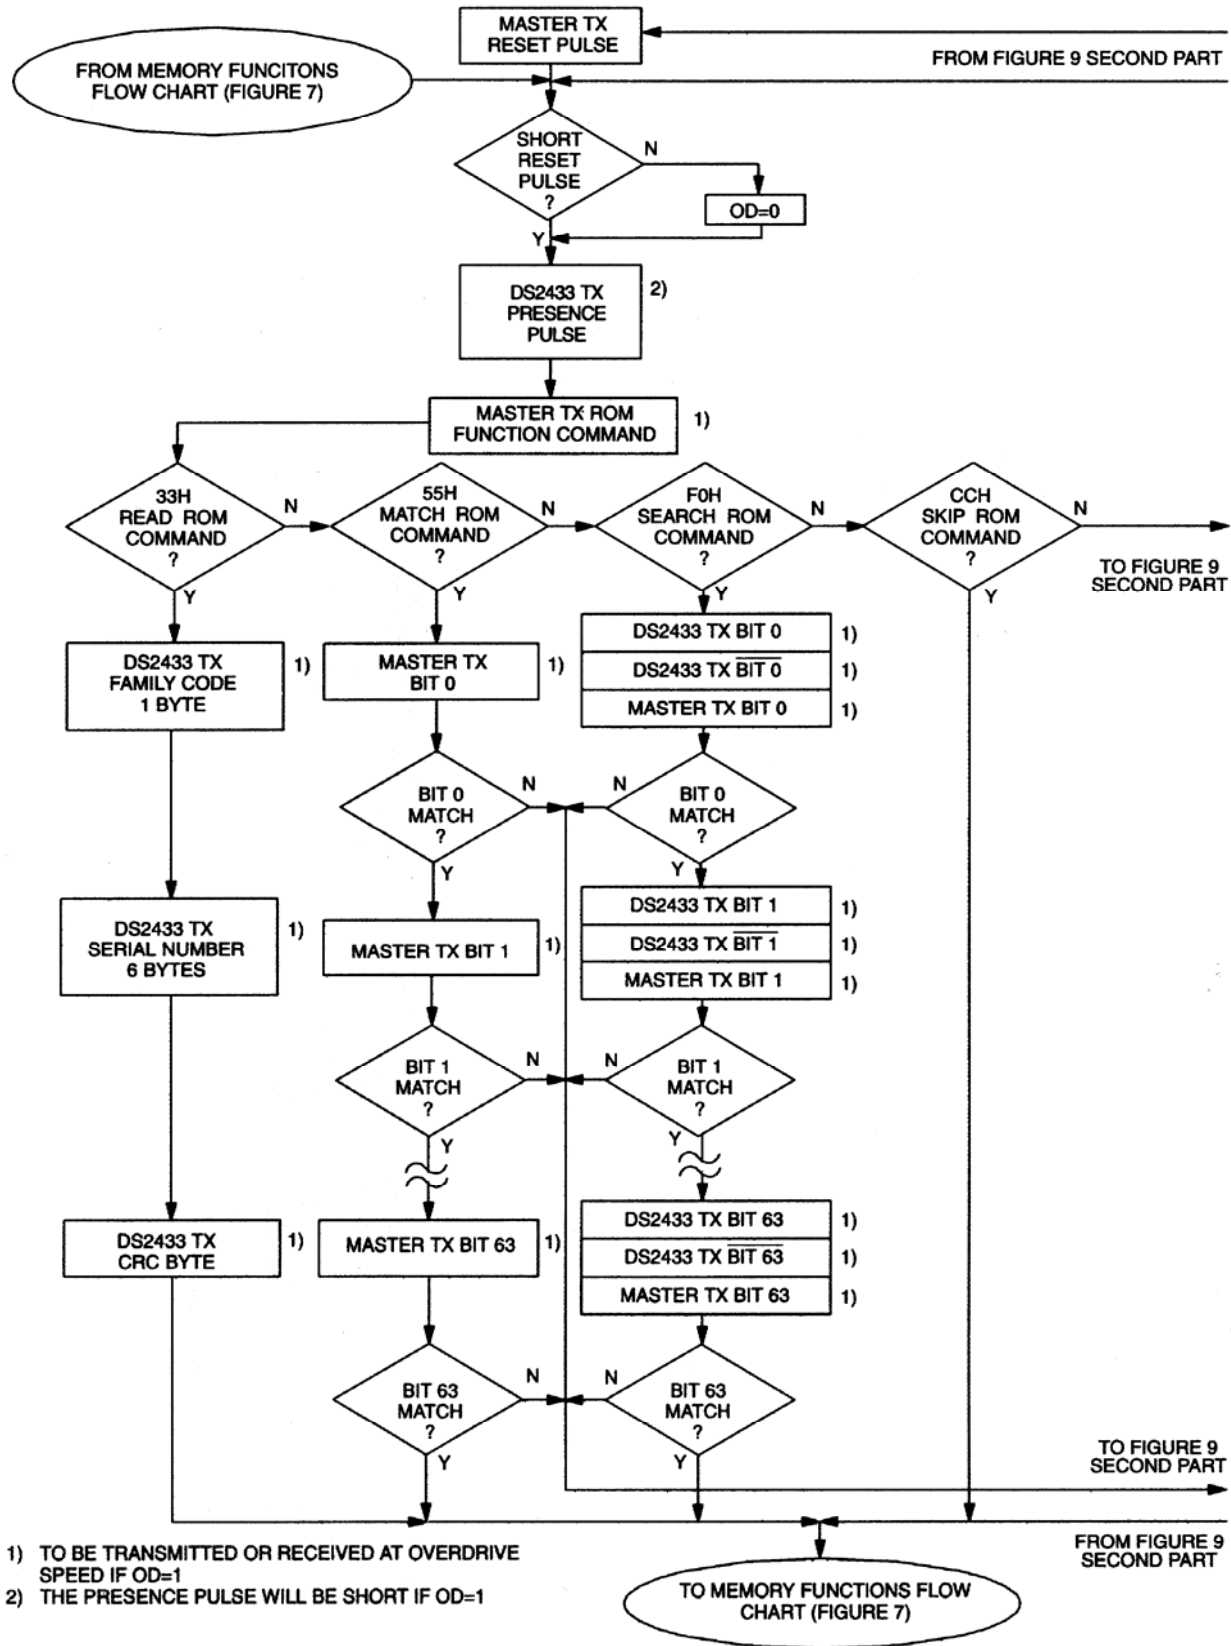 MASTER TX
RESET PULSE
FROM FIGURE 9 SECOND PART
FROM MEMORY FUNCITONS
FLOW CHART (FIGURE 7)
SHORT
RESET
PULSE
?
N
OD=0
Y
DS2433 TX
PRESENCE
PULSE
2)
MASTER TX ROM
FUNCTION COMMAND
1)
33H
READ ROM
COMMAND
?
N
Y
55H
MATCH ROM
COMMAND
?
N
Y
F0H
SEARCH ROM
COMMAND
?
N
Y
CCH
SKIP ROM
COMMAND
?
N
Y
TO FIGURE 9
SECOND PART
DS2433 TX
FAMILY CODE
1 BYTE
1)
MASTER TX
BIT 0
1)
DS2433 TX BIT 0
1)
DS2433 TX B̅I̅T̅ ̅0̅
1)
MASTER TX BIT 0
1)
BIT 0
MATCH
?
N
Y
N
BIT 0
MATCH
?
Y
DS2433 TX
SERIAL NUMBER
6 BYTES
1)
MASTER TX BIT 1
1)
DS2433 TX BIT 1
1)
DS2433 TX B̅I̅T̅ ̅1̅
1)
MASTER TX BIT 1
1)
BIT 1
MATCH
?
N
Y
N
BIT 1
MATCH
?
Y
DS2433 TX
CRC BYTE
1)
MASTER TX BIT 63
1)
DS2433 TX BIT 63
1)
DS2433 TX B̅I̅T̅ ̅6̅3̅
1)
MASTER TX BIT 63
1)
BIT 63
MATCH
?
N
Y
N
BIT 63
MATCH
?
Y
TO FIGURE 9
SECOND PART
FROM FIGURE 9
SECOND PART
1) TO BE TRANSMITTED OR RECEIVED AT OVERDRIVE
SPEED IF OD=1
2) THE PRESENCE PULSE WILL BE SHORT IF OD=1
TO MEMORY FUNCTIONS FLOW
CHART (FIGURE 7)